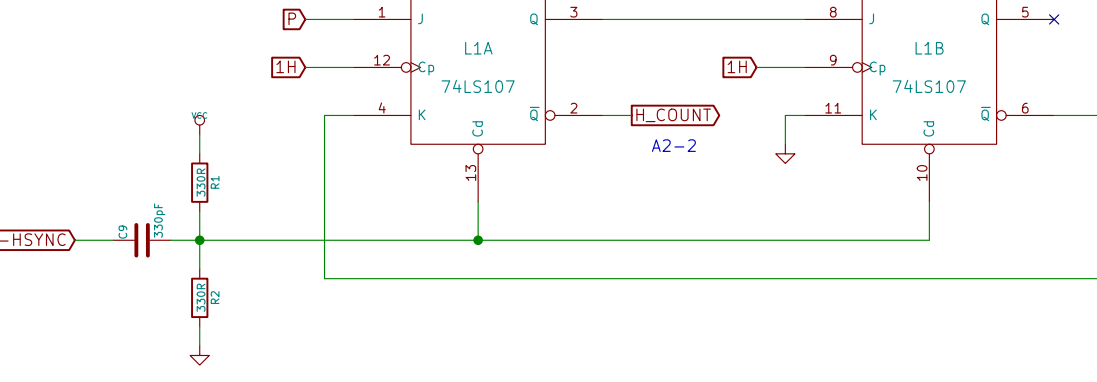 P
1
J
Q
3
8
J
Q
5
1H
12
Cp
L1A
74LS107
1H
9
Cp
L1B
74LS107
4
K
Cd
Q
2
H_COUNT
A2-2
11
K
Cd
Q
6
VCC
13
10
330R
R1
-HSYNC
C9
330pF
330R
R2